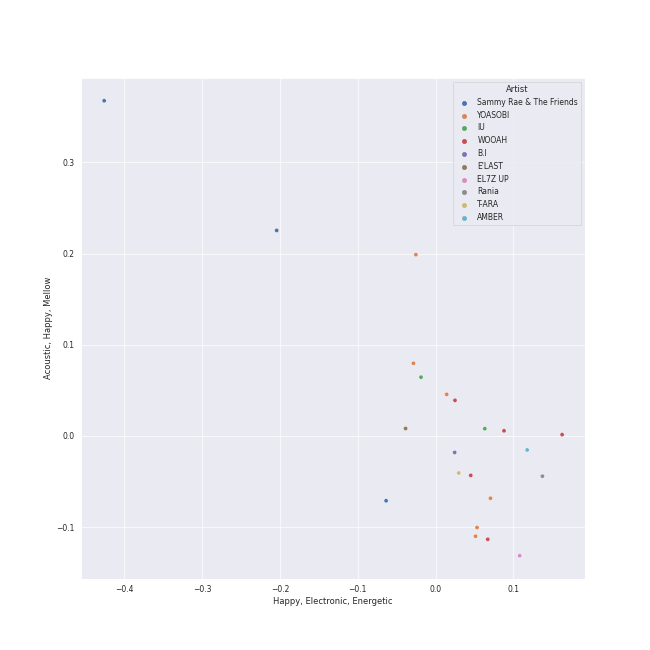 Artist
Sammy Rae & The Friends
YOASOBI
IU
WOOAH
B.I
E'LAST
EL7Z UP
Rania
T-ARA
AMBER
Acoustic, Happy, Mellow
0.3
0.2
0.1
0.0
−0.1
−0.4
−0.3
−0.2
−0.1
0.0
0.1
Happy, Electronic, Energetic